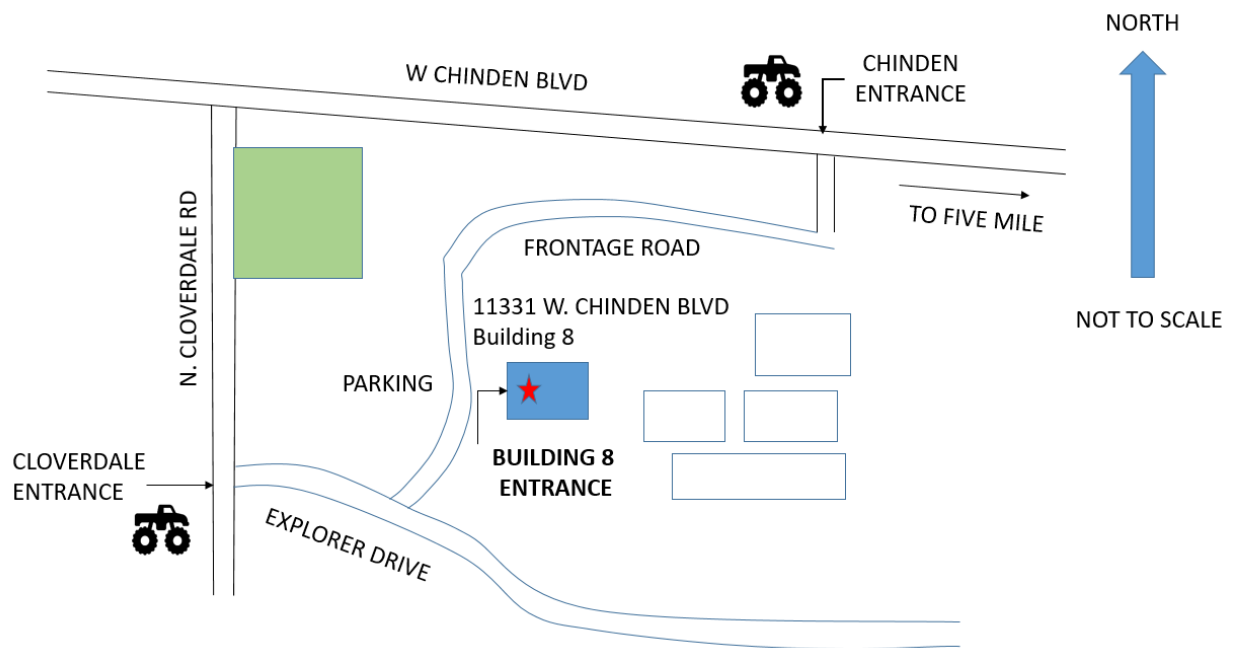 NORTH
W CHINDEN BLVD
CHINDEN
ENTRANCE
N. CLOVERDALE RD
TO FIVE MILE
FRONTAGE ROAD
11331 W. CHINDEN BLVD
Building 8
NOT TO SCALE
PARKING
CLOVERDALE
ENTRANCE
BUILDING 8
ENTRANCE
EXPLORER DRIVE